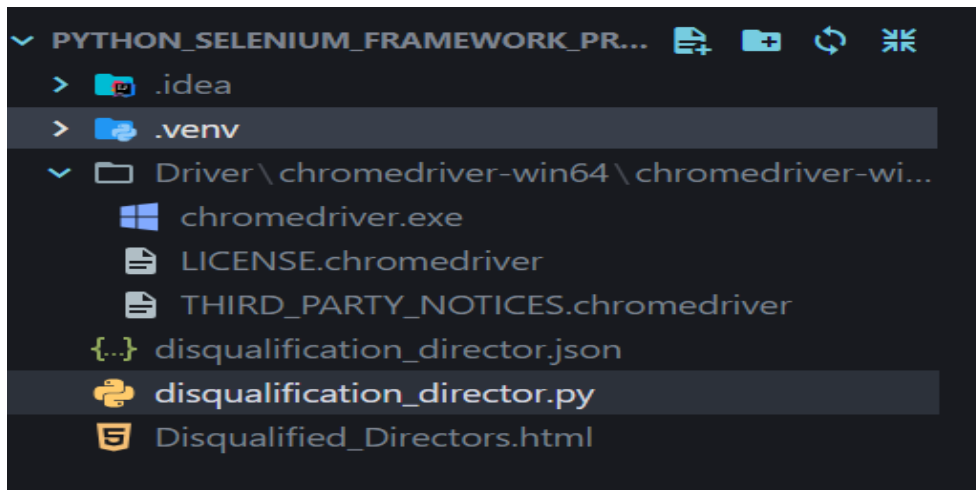 PYTHON_SELENIUM_FRAMEWORK_PR...
.idea
.venv
Driver\chromedriver-win64\chromedriver-wi...
chromedriver.exe
LICENSE.chromedriver
THIRD_PARTY_NOTICES.chromedriver
{...} disqualification_director.json
disqualification_director.py
5 Disqualified_Directors.html